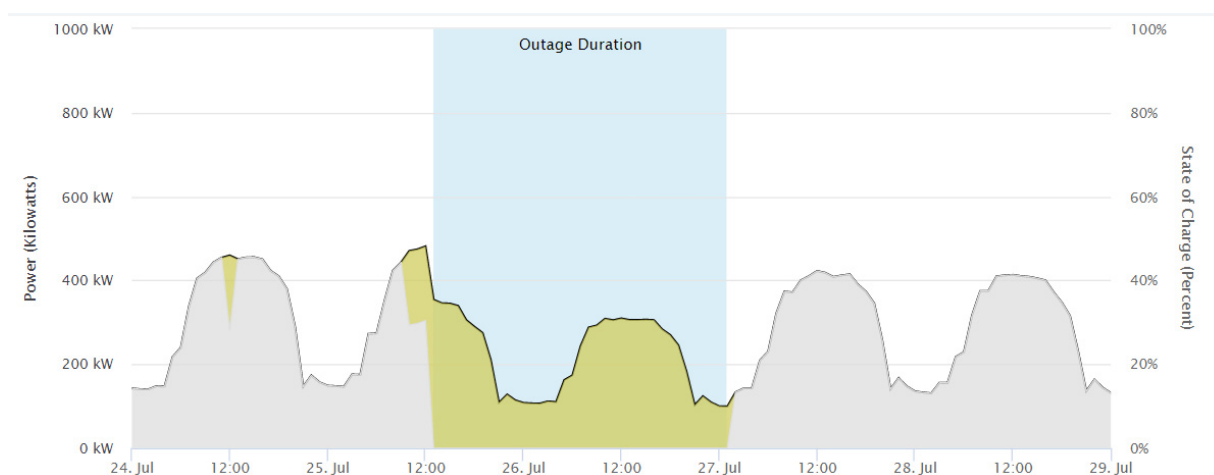 1000 kW
800 kW
600 kW
400 kW
200 kW
0 kW
Power (Kilowatts)
Outage Duration
100%
80%
60%
40%
20%
0%
State of Charge (Percent)
24. Jul
12:00
25. Jul
12:00
26. Jul
12:00
27. Jul
12:00
28. Jul
12:00
29. Jul